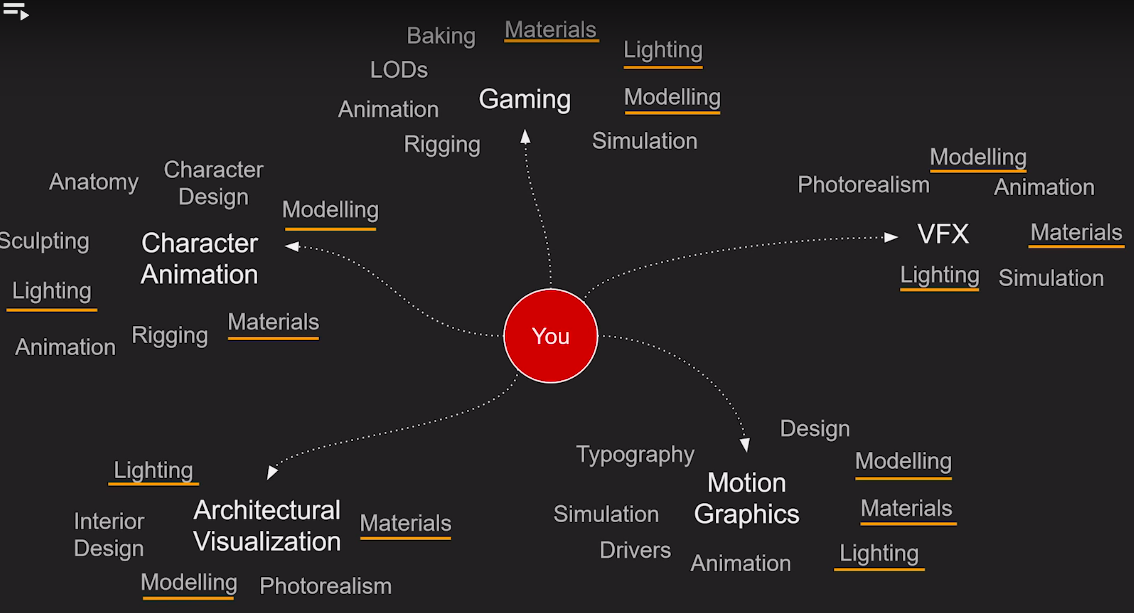 Baking
Materials
Lighting
LODs
Gaming
Modelling
Animation
Rigging
Simulation
Anatomy
Character
Design
Modelling
Sculpting
Character
Animation
Lighting
Materials
Rigging
Animation
Modelling
Photorealism
Animation
VFX
Materials
Lighting
Simulation
You
Lighting
Architectural
Visualization
Interior
Design
Materials
Modelling
Photorealism
Design
Typography
Modelling
Motion
Graphics
Materials
Simulation
Drivers
Animation
Lighting